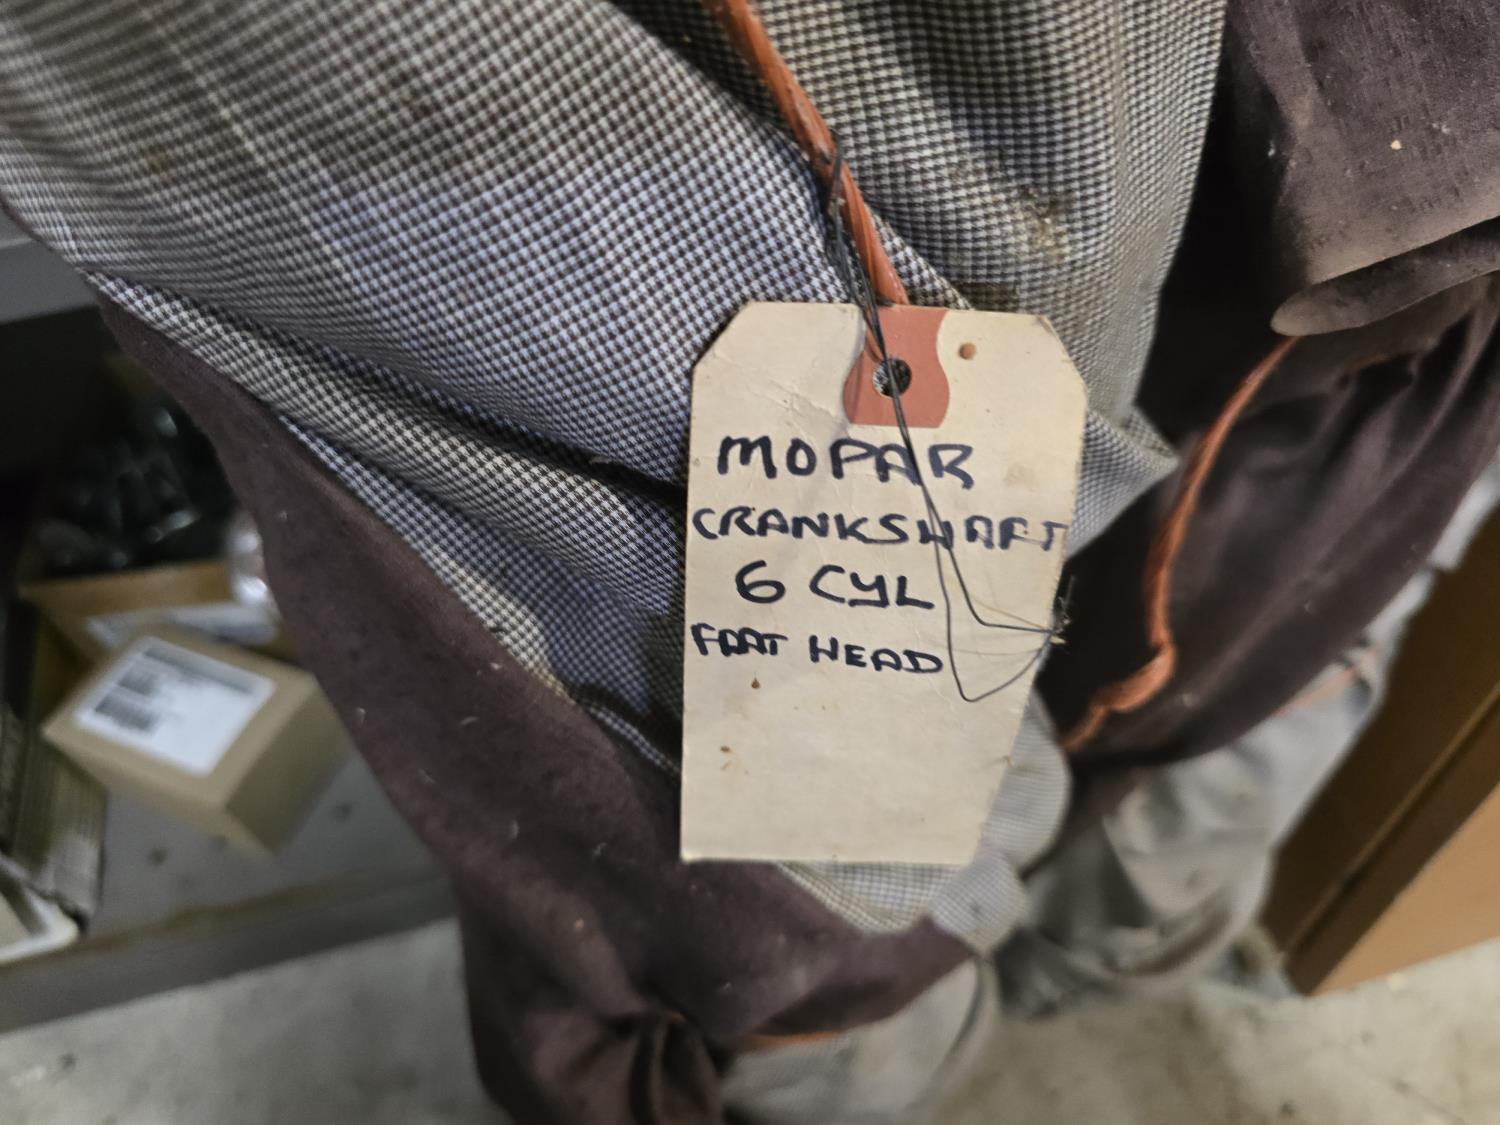 MOPAR
CRANKSHAFT
6 CYL
FLAT HEAD